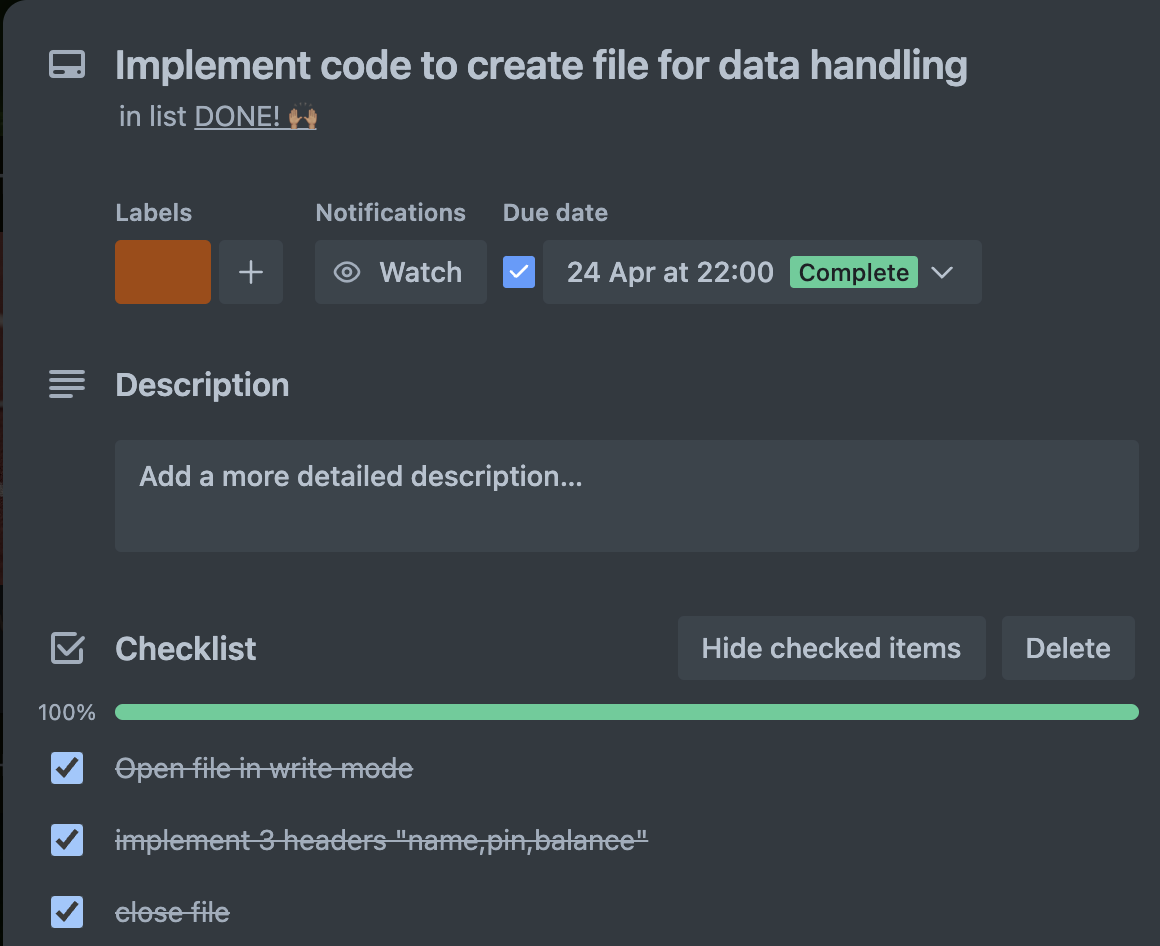 Implement code to create file for data handling
in list DONE! 🙌🏽
Labels Notifications Due date
Watch 24 Apr at 22:00 Complete
Description
Add a more detailed description...
Checklist Hide checked items Delete
100%
Open file in write mode
implement 3 headers "name,pin,balance"
close file